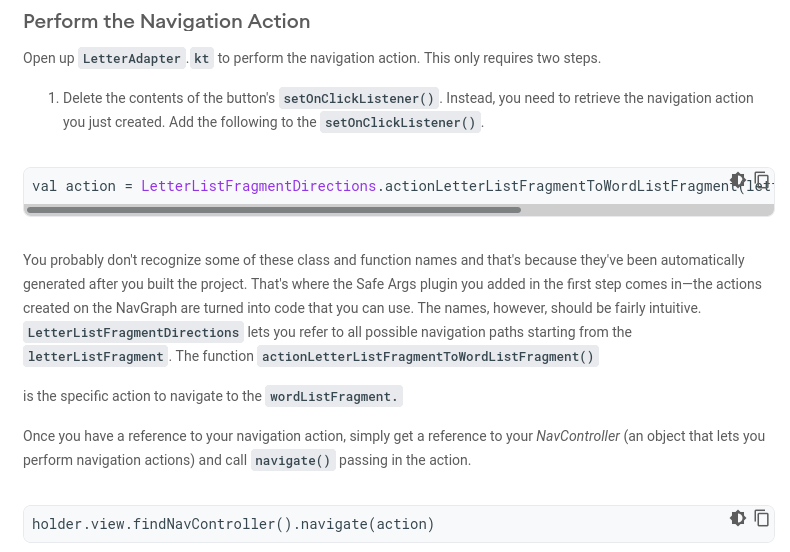 Perform the Navigation Action
Open up LetterAdapter.kt to perform the navigation action. This only requires two steps.
1. Delete the contents of the button's setOnClickListener(). Instead, you need to retrieve the navigation action
you just created. Add the following to the setOnClickListener().
val action = LetterListFragmentDirections.actionLetterListFragmentToWordListFragment(
You probably don't recognize some of these class and function names and that's because they've been automatically
generated after you built the project. That's where the Safe Args plugin you added in the first step comes in—the actions
created on the NavGraph are turned into code that you can use. The names, however, should be fairly intuitive.
LetterListFragmentDirections lets you refer to all possible navigation paths starting from the
letterListFragment. The function actionLetterListFragmentToWordListFragment()
is the specific action to navigate to the wordListFragment.
Once you have a reference to your navigation action, simply get a reference to your NavController (an object that lets you
perform navigation actions) and call navigate() passing in the action.
holder.view.findNavController().navigate(action)